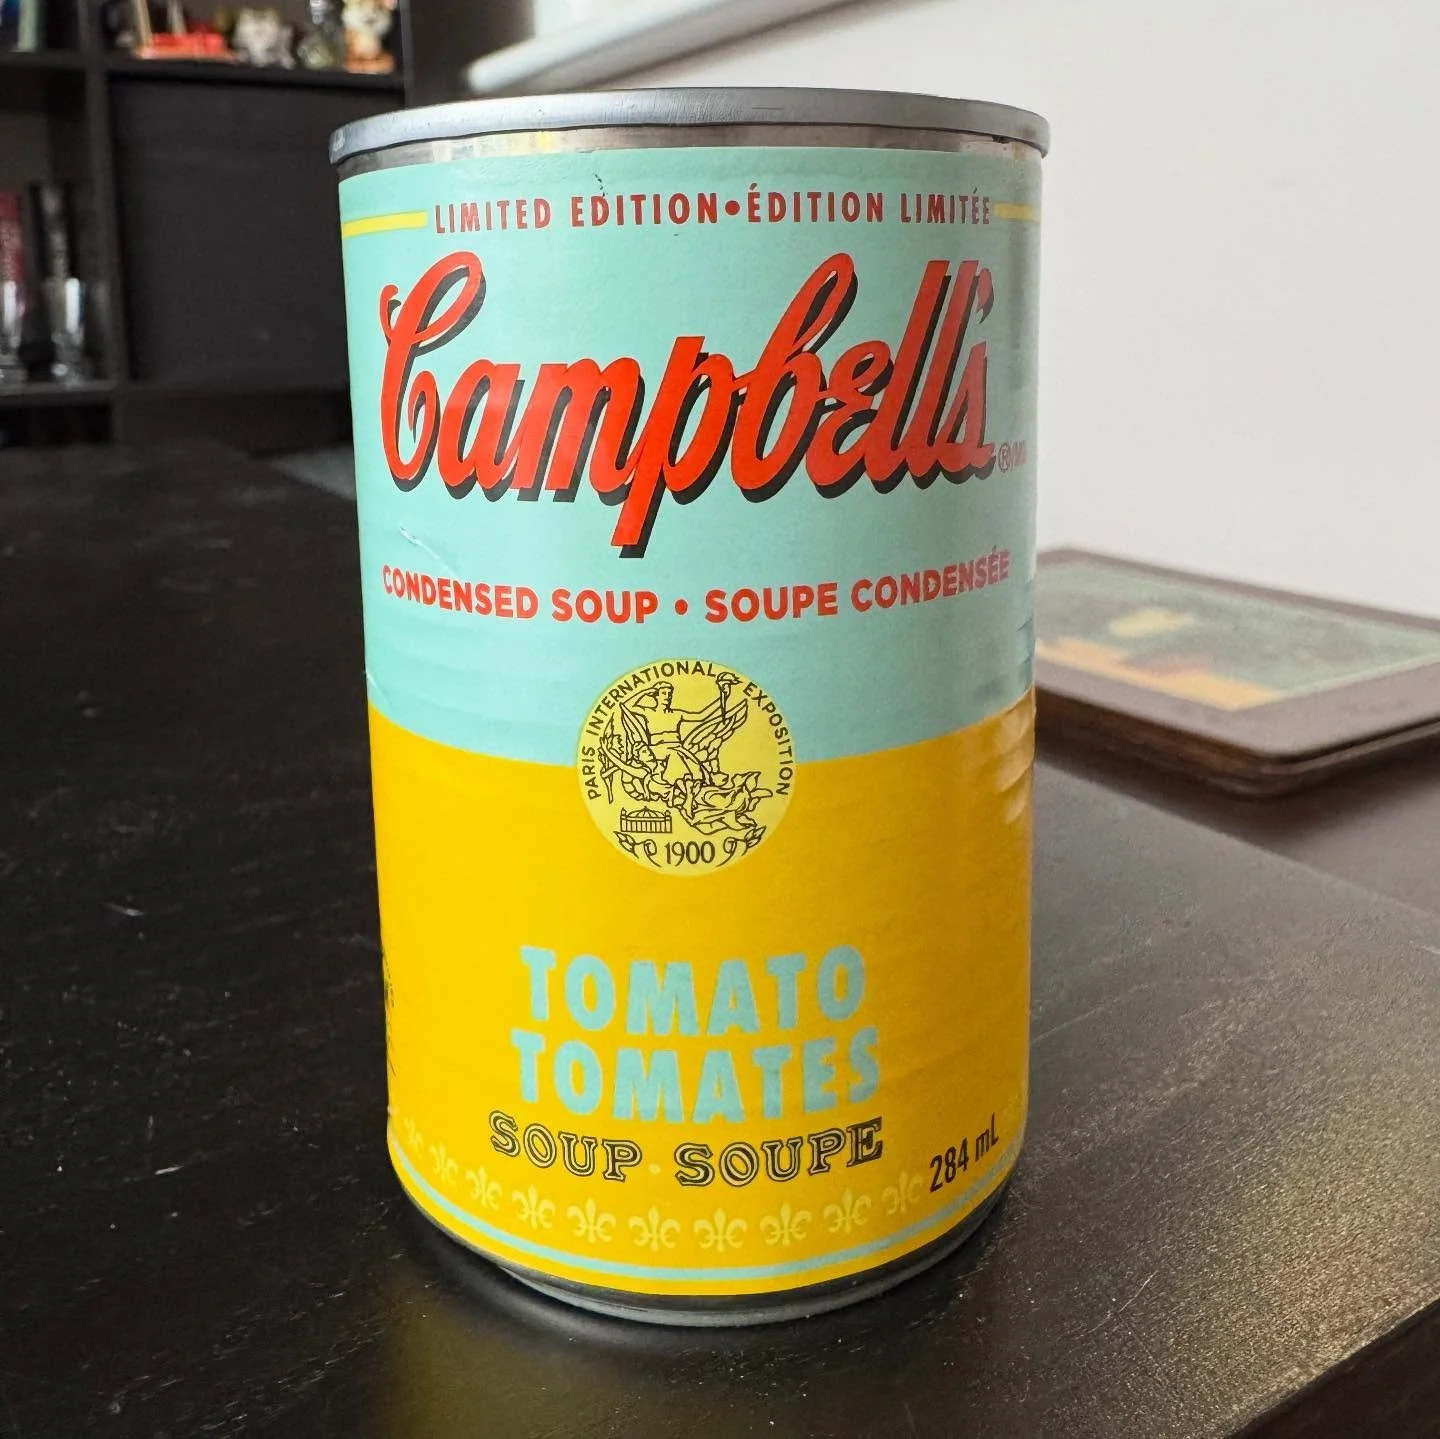 LIMITED EDITION•ÉDITION LIMITÉE
Campbell's®/MD
CONDENSED SOUP • SOUPE CONDENSÉE
PARIS INTERNATIONAL EXPOSITION
1900
TOMATO
TOMATES
SOUP • SOUPE
284 mL